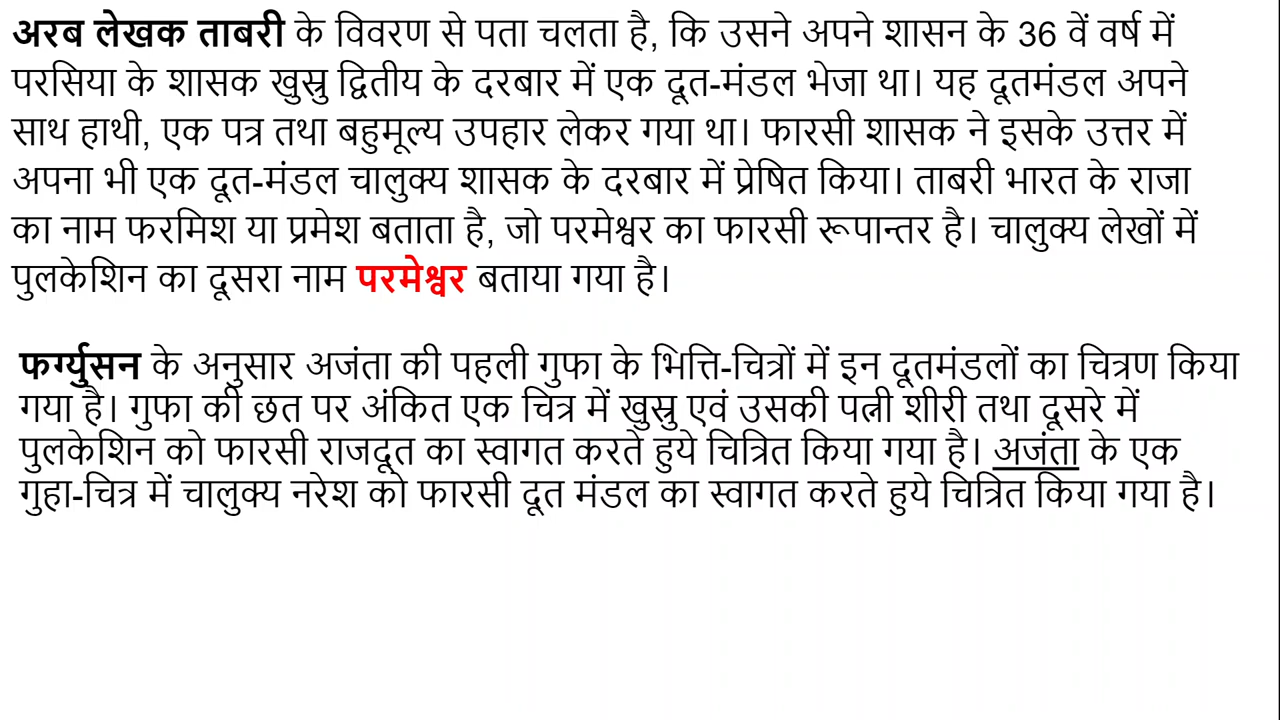 अरब लेखक ताबरी के विवरण से पता चलता है, कि उसने अपने शासन के 36 वें वर्ष में
परसिया के शासक खुस्रु द्वितीय के दरबार में एक दूत-मंडल भेजा था। यह दूतमंडल अपने
साथ हाथी, एक पत्र तथा बहुमूल्य उपहार लेकर गया था। फारसी शासक ने इसके उत्तर में
अपना भी एक दूत-मंडल चालुक्य शासक के दरबार में प्रेषित किया। ताबरी भारत के राजा
का नाम फरमिश या प्रमेश बताता है, जो परमेश्वर का फारसी रूपान्तर है। चालुक्य लेखों में
पुलकेशिन का दूसरा नाम परमेश्वर बताया गया है।
फर्ग्युसन के अनुसार अजंता की पहली गुफा के भित्ति-चित्रों में इन दूतमंडलों का चित्रण किया
गया है। गुफा की छत पर अंकित एक चित्र में खुस्रु एवं उसकी पत्नी शीरी तथा दूसरे में
पुलकेशिन को फारसी राजदूत का स्वागत करते हुये चित्रित किया गया है। अजंता के एक
गुहा-चित्र में चालुक्य नरेश को फारसी दूत मंडल का स्वागत करते हुये चित्रित किया गया है।